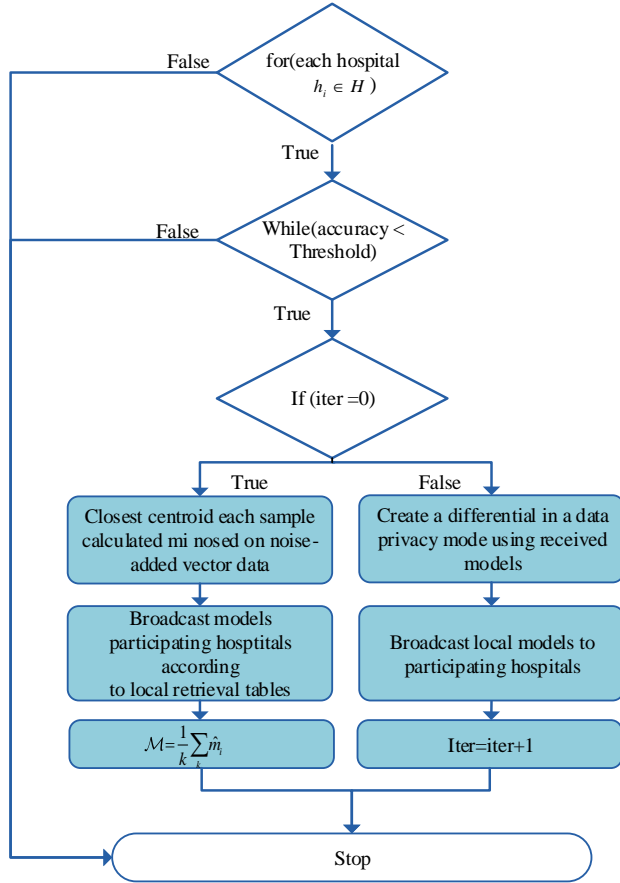 for(each hospital
False
h_i ∈ H )
True
While(accuracy <
False
Threshold)
True
If (iter =0)
True
False
Closest centroid each sample
calculated mi nosed on noise-
added vector data
Create a differential in a data
privacy mode using received
models
Broadcast models
participating hosptitals
according
to local retrieval tables
Broadcast local models to
participating hospitals
M = 1/k ∑_k m̂_i
Iter=iter+1
Stop